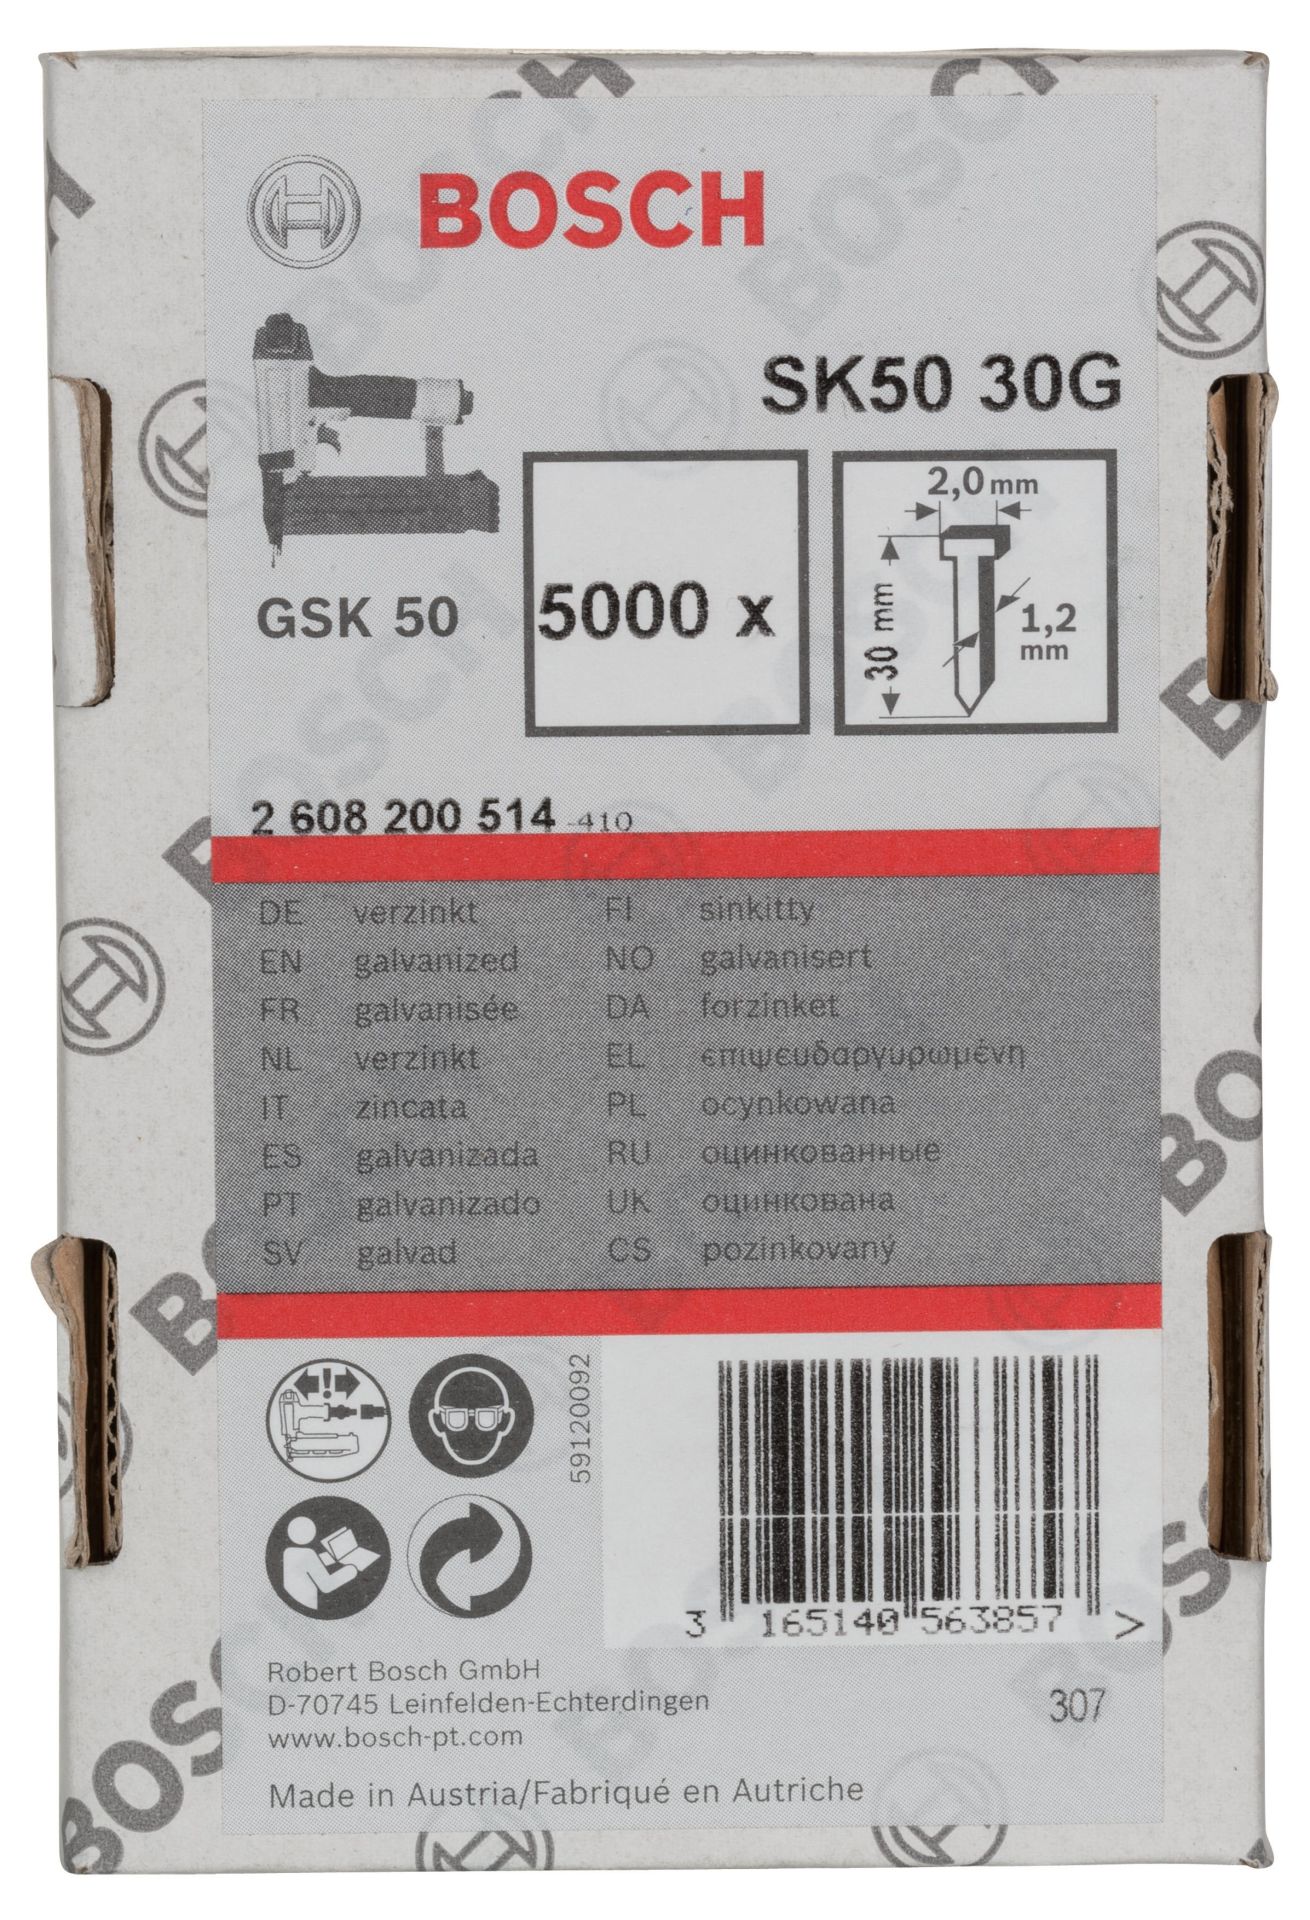 BOSCH
SK50 30G
2,0 mm
30 mm
1,2
mm
GSK 50
5000 x
2 608 200 514 -410
DE verzinkt FI sinkitty
EN galvanized NO galvanisert
FR galvanisée DA forzinket
NL verzinkt EL επιψευδαργυρωμένη
IT zincata PL ocynkowana
ES galvanizada RU оцинкованные
PT galvanizado UK оцинкована
SV galvad CS pozinkovaný
59120092
3 165140 563857 >
Robert Bosch GmbH
D-70745 Leinfelden-Echterdingen
www.bosch-pt.com
307
Made in Austria/Fabriqué en Autriche